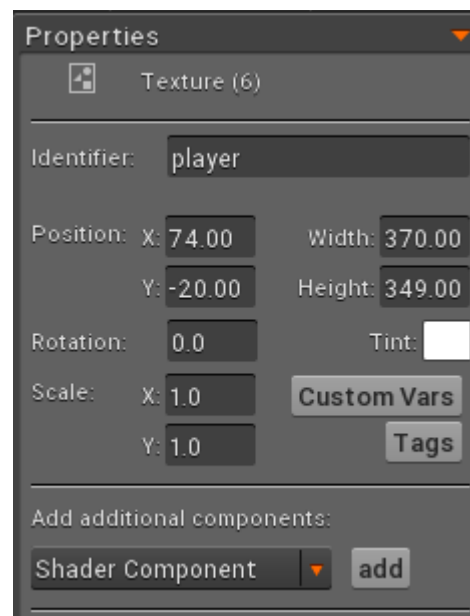 Properties
Texture (6)
Identifier: player
Position: X: 74.00 Width: 370.00
Y: -20.00 Height: 349.00
Rotation: 0.0 Tint:
Scale: X: 1.0 Custom Vars
Y: 1.0 Tags
Add additional components:
Shader Component add